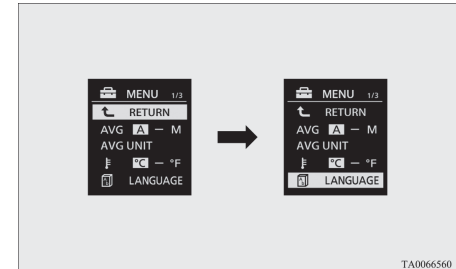 MENU 1/3
RETURN
AVG A – M
AVG UNIT
°C – °F
LANGUAGE
MENU 1/3
RETURN
AVG A – M
AVG UNIT
°C – °F
LANGUAGE
TA0066560